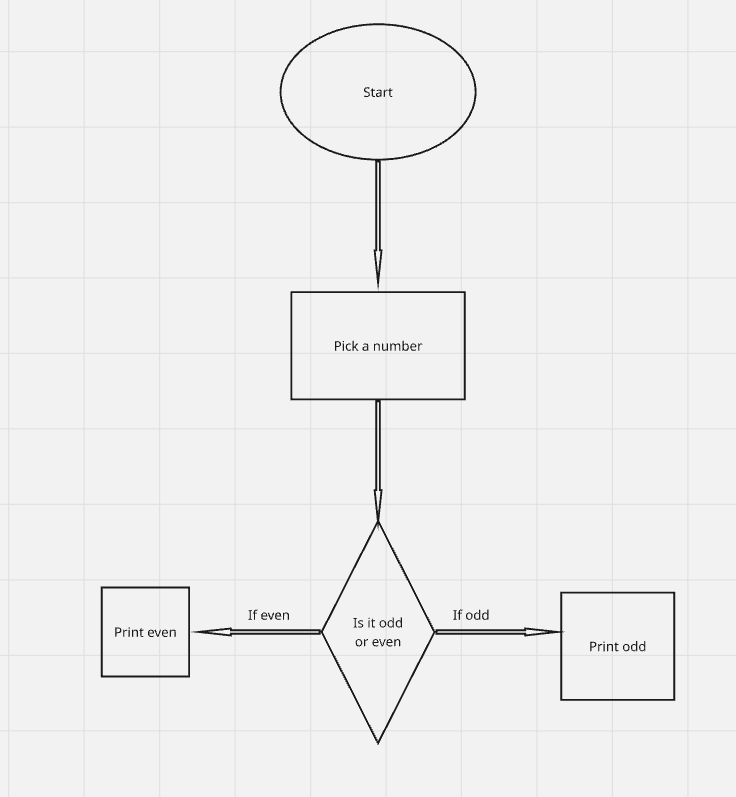 Start
Pick a number
If even
If odd
Is it odd
or even
Print even
Print odd